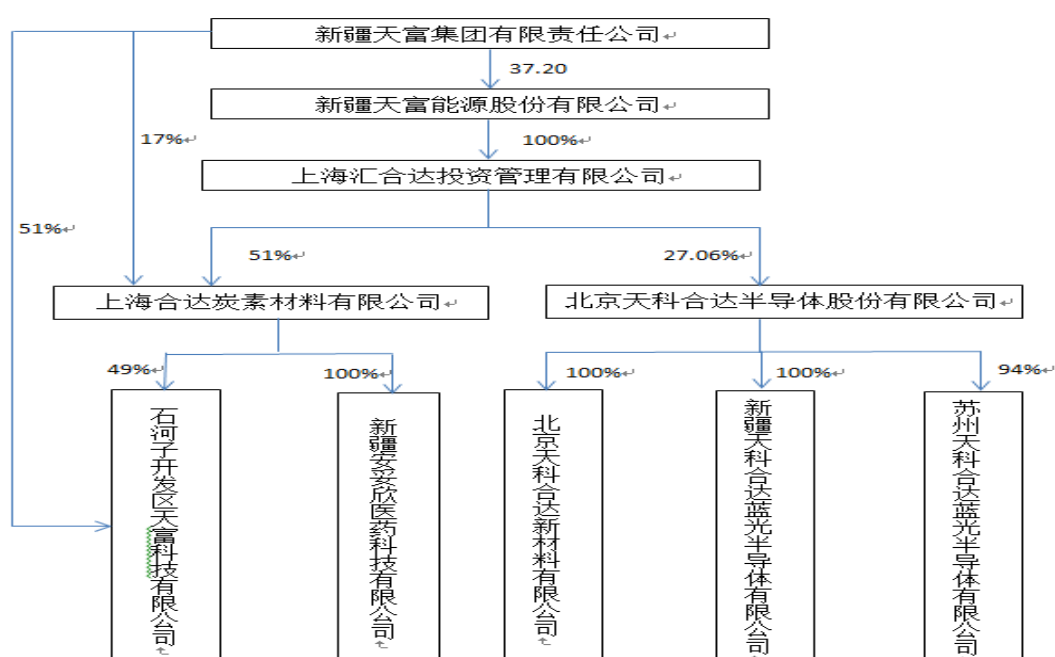 新疆天富集团有限责任公司
37.20
新疆天富能源股份有限公司
17%
100%
上海汇合达投资管理有限公司
51%
51%
27.06%
上海合达炭素材料有限公司
北京天科合达半导体股份有限公司
49%
100%
100%
100%
94%
石河子开发区天富科技有限公司
新疆安妥欣医药科技有限公司
北京天科合达新材料有限公司
新疆天科合达蓝光半导体有限公司
苏州天科合达蓝光半导体有限公司